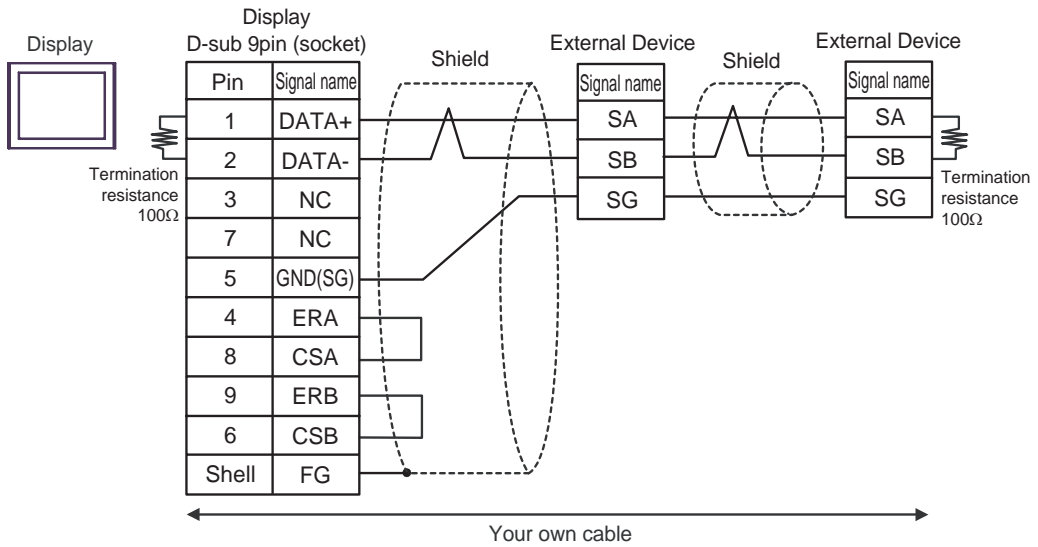 Display
Display
D-sub 9pin (socket)
Shield
External Device
Shield
External Device
Pin Signal name
1 DATA+
2 DATA-
3 NC
7 NC
5 GND(SG)
4 ERA
8 CSA
9 ERB
6 CSB
Shell FG
Termination
resistance
100Ω
Signal name
SA
SB
SG
Signal name
SA
SB
SG
Termination
resistance
100Ω
Your own cable